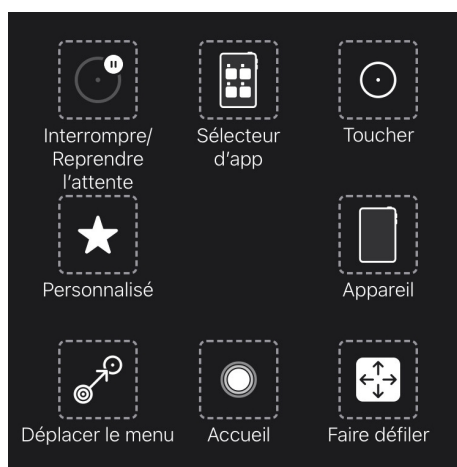 Interrompre/
Reprendre
l'attente
Sélecteur
d'app
Toucher
Personnalisé
Appareil
Déplacer le menu
Accueil
Faire défiler